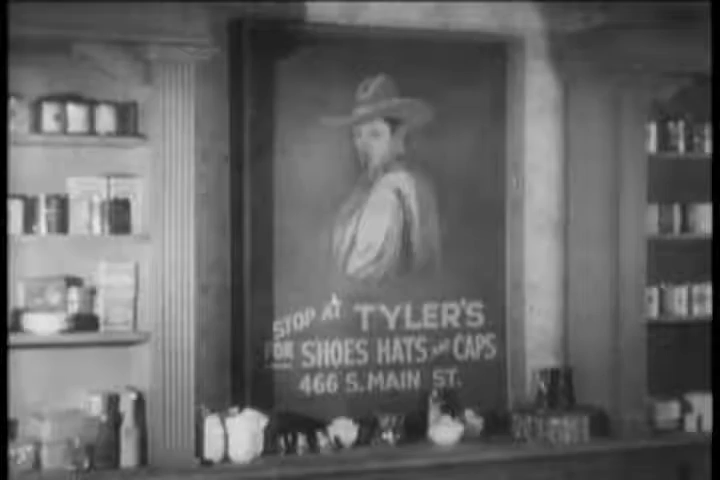 STOP AT TYLER'S
FOR SHOES HATS AND CAPS
466 S. MAIN ST.